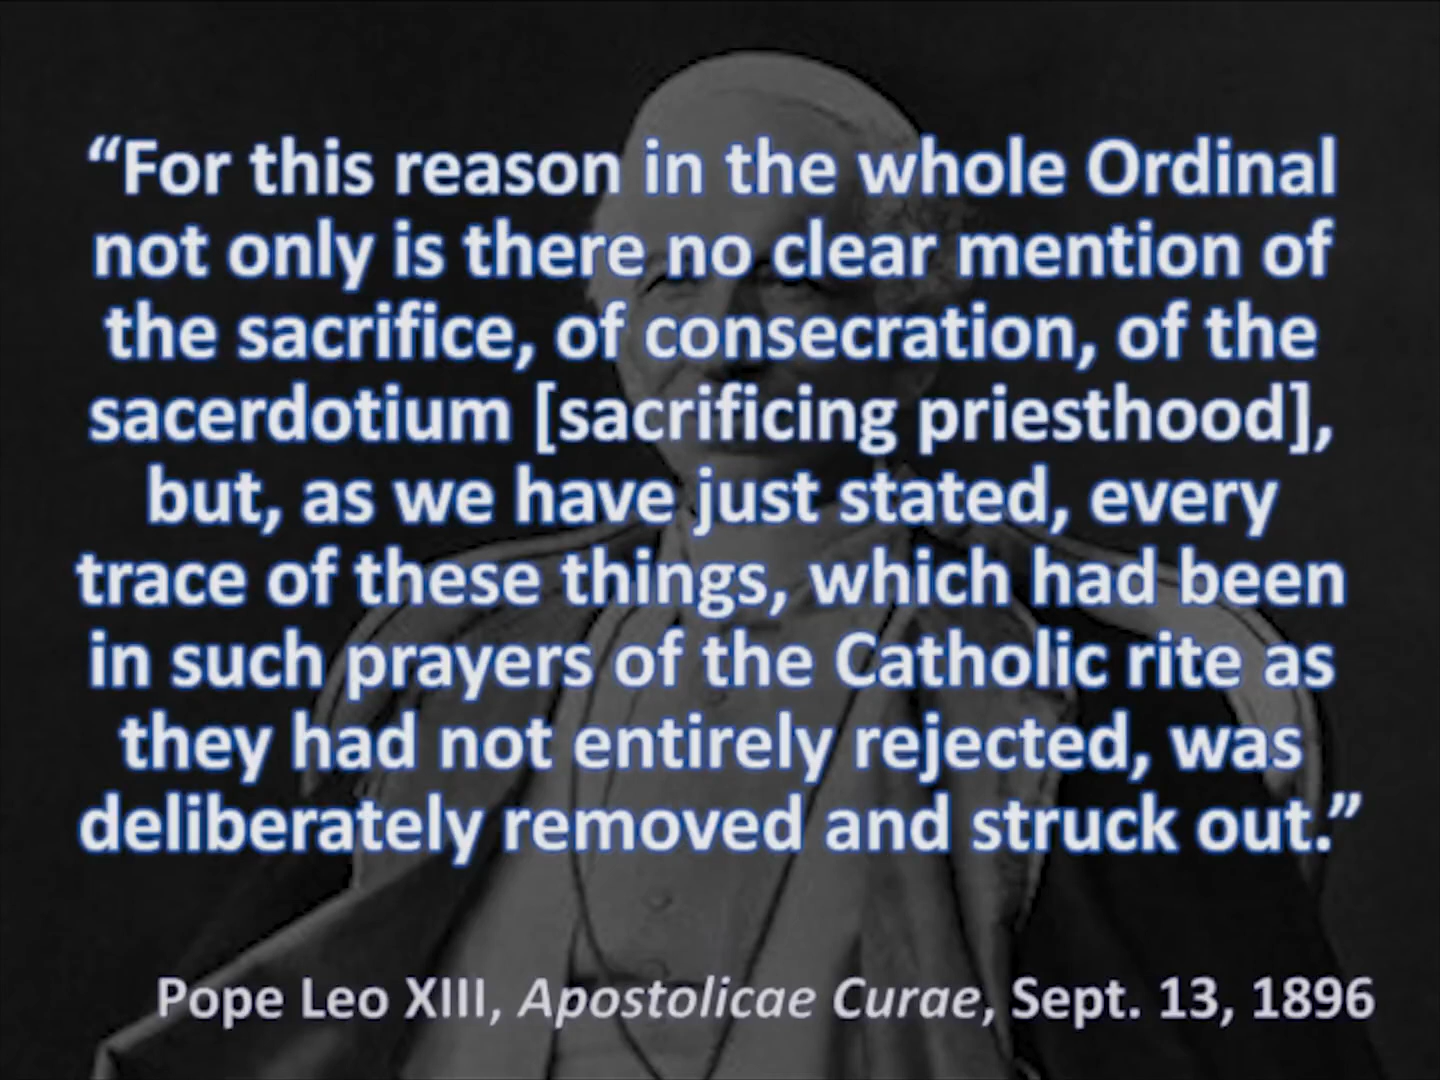 “For this reason in the whole Ordinal
not only is there no clear mention of
the sacrifice, of consecration, of the
sacerdotium [sacrificing priesthood],
but, as we have just stated, every
trace of these things, which had been
in such prayers of the Catholic rite as
they had not entirely rejected, was
deliberately removed and struck out.”
Pope Leo XIII, Apostolicae Curae, Sept. 13, 1896